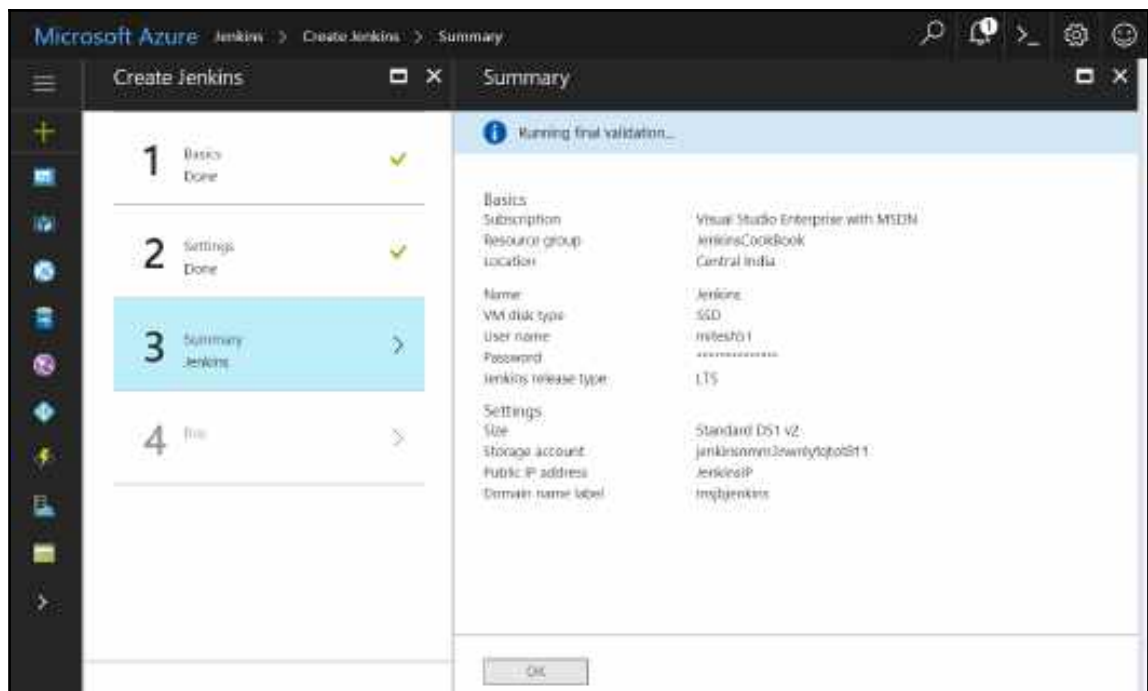 Microsoft Azure Jenkins > Create Jenkins > Summary
1
Create Jenkins
Summary
1
Basics
Done
2
Settings
Done
3
Summary
Jenkins
4
Buy
Running final validation...
Basics
Subscription Visual Studio Enterprise with MSDN
Resource group JenkinsCookBook
Location Central India
Name Jenkins
VM disk type SSD
User name mitesh51
Password **************
Jenkins release type LTS
Settings
Size Standard DS1 v2
Storage account
Public IP address JenkinsIP
Domain name label
OK